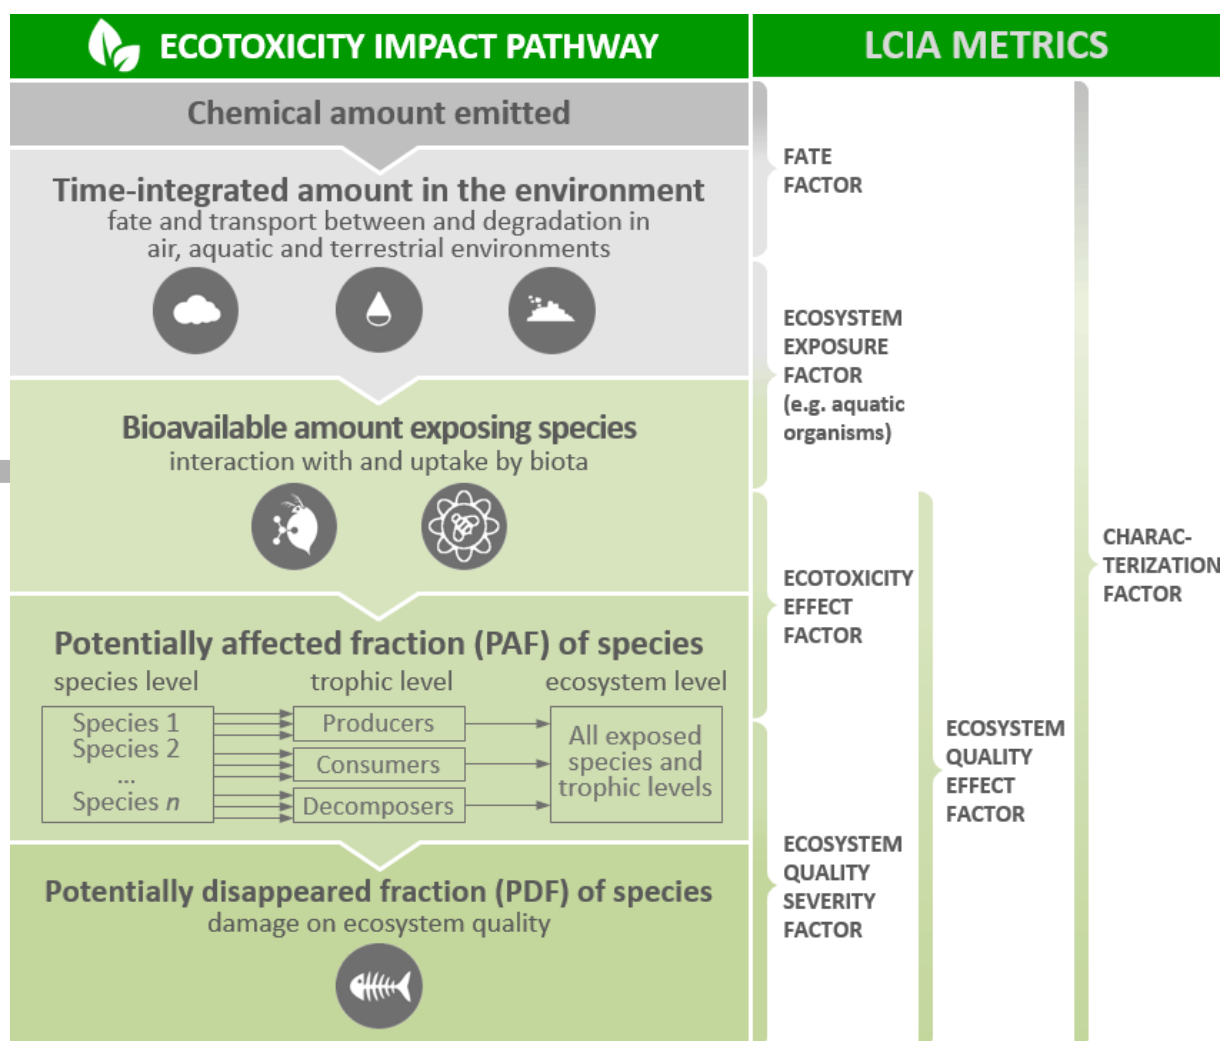 ECOTOXICITY IMPACT PATHWAY
LCIA METRICS
Chemical amount emitted
Time-integrated amount in the environment
fate and transport between and degradation in
air, aquatic and terrestrial environments
Bioavailable amount exposing species
interaction with and uptake by biota
Potentially affected fraction (PAF) of species
species level
trophic level
ecosystem level
Species 1
Species 2
...
Species n
Producers
Consumers
Decomposers
All exposed
species and
trophic levels
Potentially disappeared fraction (PDF) of species
damage on ecosystem quality
FATE
FACTOR
ECOSYSTEM
EXPOSURE
FACTOR
(e.g. aquatic
organisms)
ECOTOXICITY
EFFECT
FACTOR
ECOSYSTEM
QUALITY
SEVERITY
FACTOR
ECOSYSTEM
QUALITY
EFFECT
FACTOR
CHARAC-
TERIZATION
FACTOR